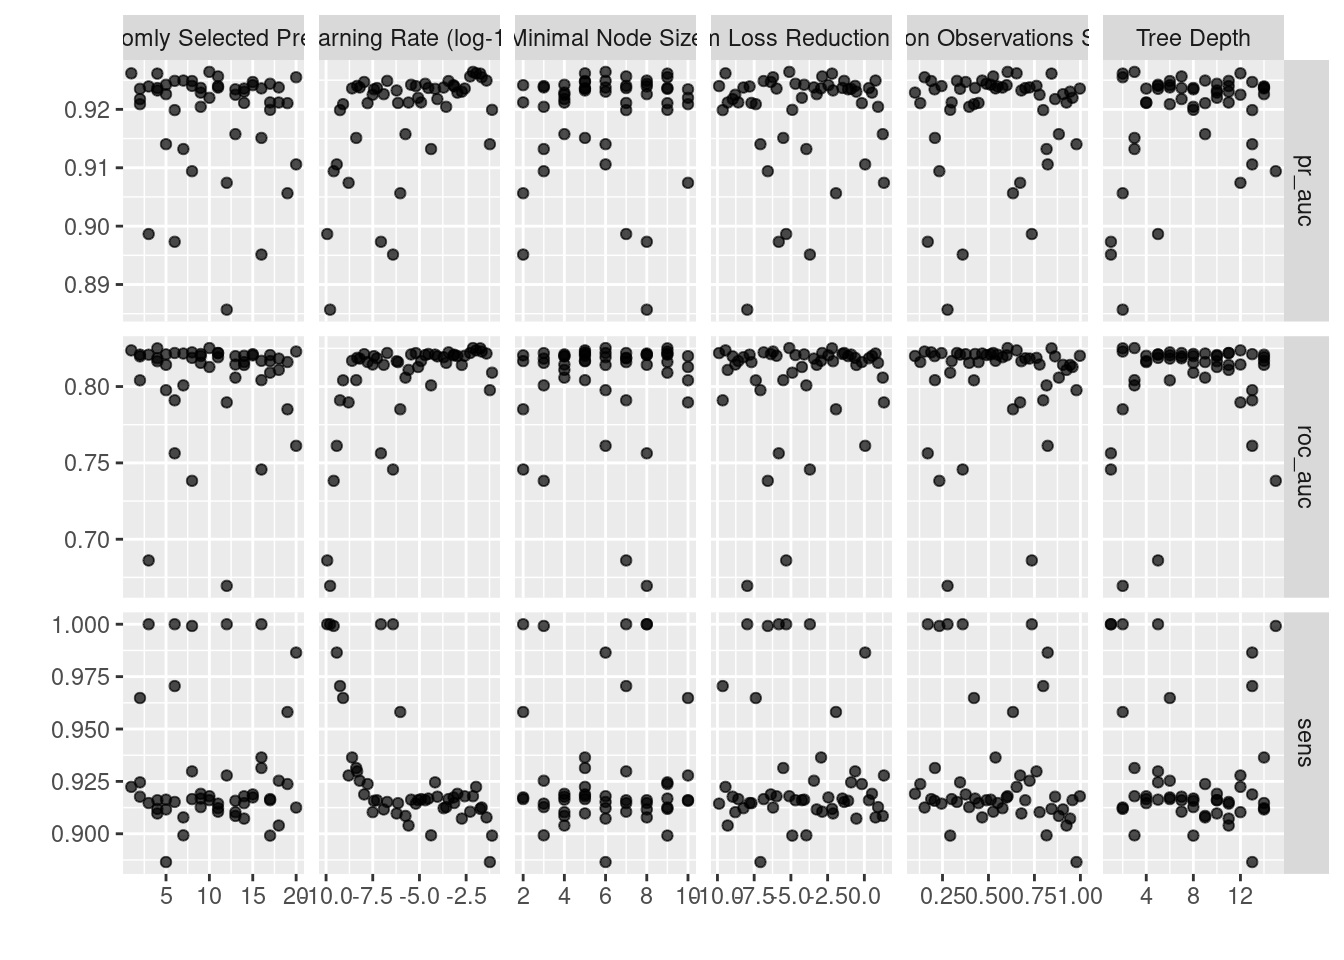 omly Selected Pre arning Rate (log-1 Minimal Node Size m Loss Reduction on Observations S Tree Depth
0.92
0.91
0.90
0.89
pr_auc
0.80
0.75
0.70
roc_auc
1.000
0.975
0.950
0.925
0.900
sens
5 10 15 20 -10.0 -7.5 -5.0 -2.5 2 4 6 8 10 -10.0 -7.5 -5.0 -2.5 0.0 0.25 0.50 0.75 1.00 4 8 12